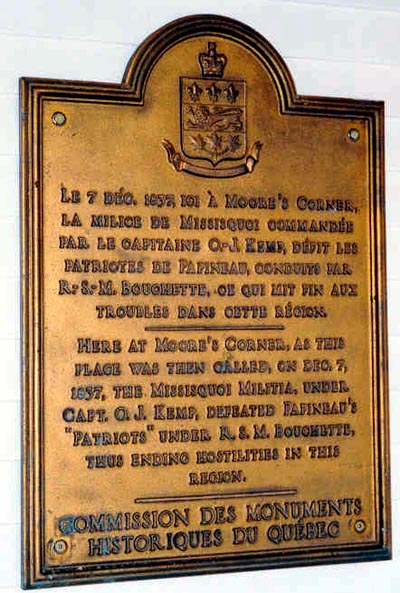 LE 7 DÉC. 1837, ICI À MOORE'S CORNER,
LA MILICE DE MISSISQUOI COMMANDÉE
PAR LE CAPITAINE O.-J. KEMP, DÉFIT LES
PATRIOTES DE PAPINEAU, CONDUITS PAR
R.-S.-M. BOUCHETTE, CE QUI MIT FIN AUX
TROUBLES DANS CETTE RÉGION.
HERE AT MOORE'S CORNER, AS THIS
PLACE WAS THEN CALLED, ON DEC. 7,
1837, THE MISSISQUOI MILITIA, UNDER
CAPT. O. J. KEMP, DEFEATED PAPINEAU'S
"PATRIOTS" UNDER R. S. M. BOUCHETTE,
THUS ENDING HOSTILITIES IN THIS
REGION.
COMMISSION DES MONUMENTS
HISTORIQUES DU QUÉBEC